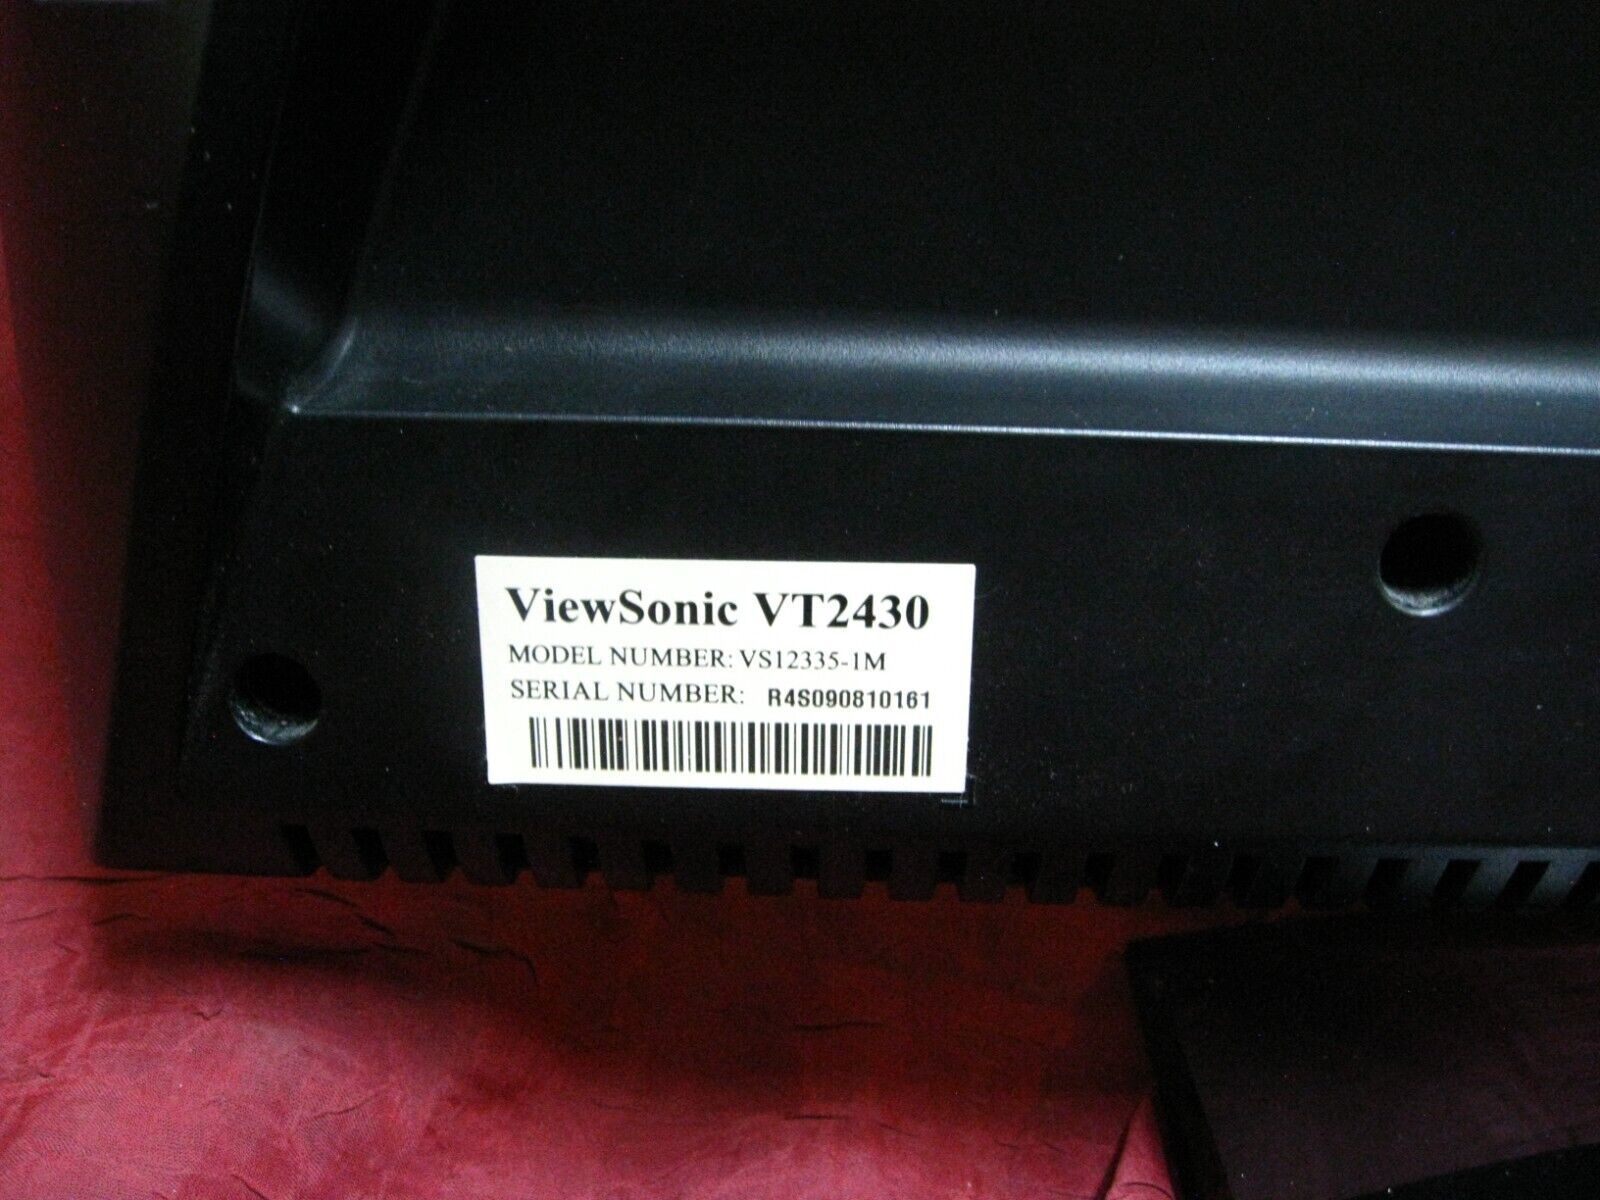 ViewSonic VT2430
MODEL NUMBER: VS12335-1M
SERIAL NUMBER: R4S090810161